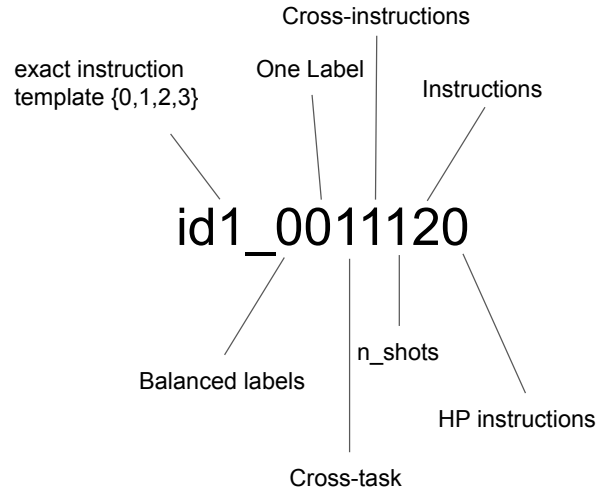 Cross-instructions
exact instruction
template {0,1,2,3}
One Label
Instructions
id1_0011120
n_shots
Balanced labels
HP instructions
Cross-task